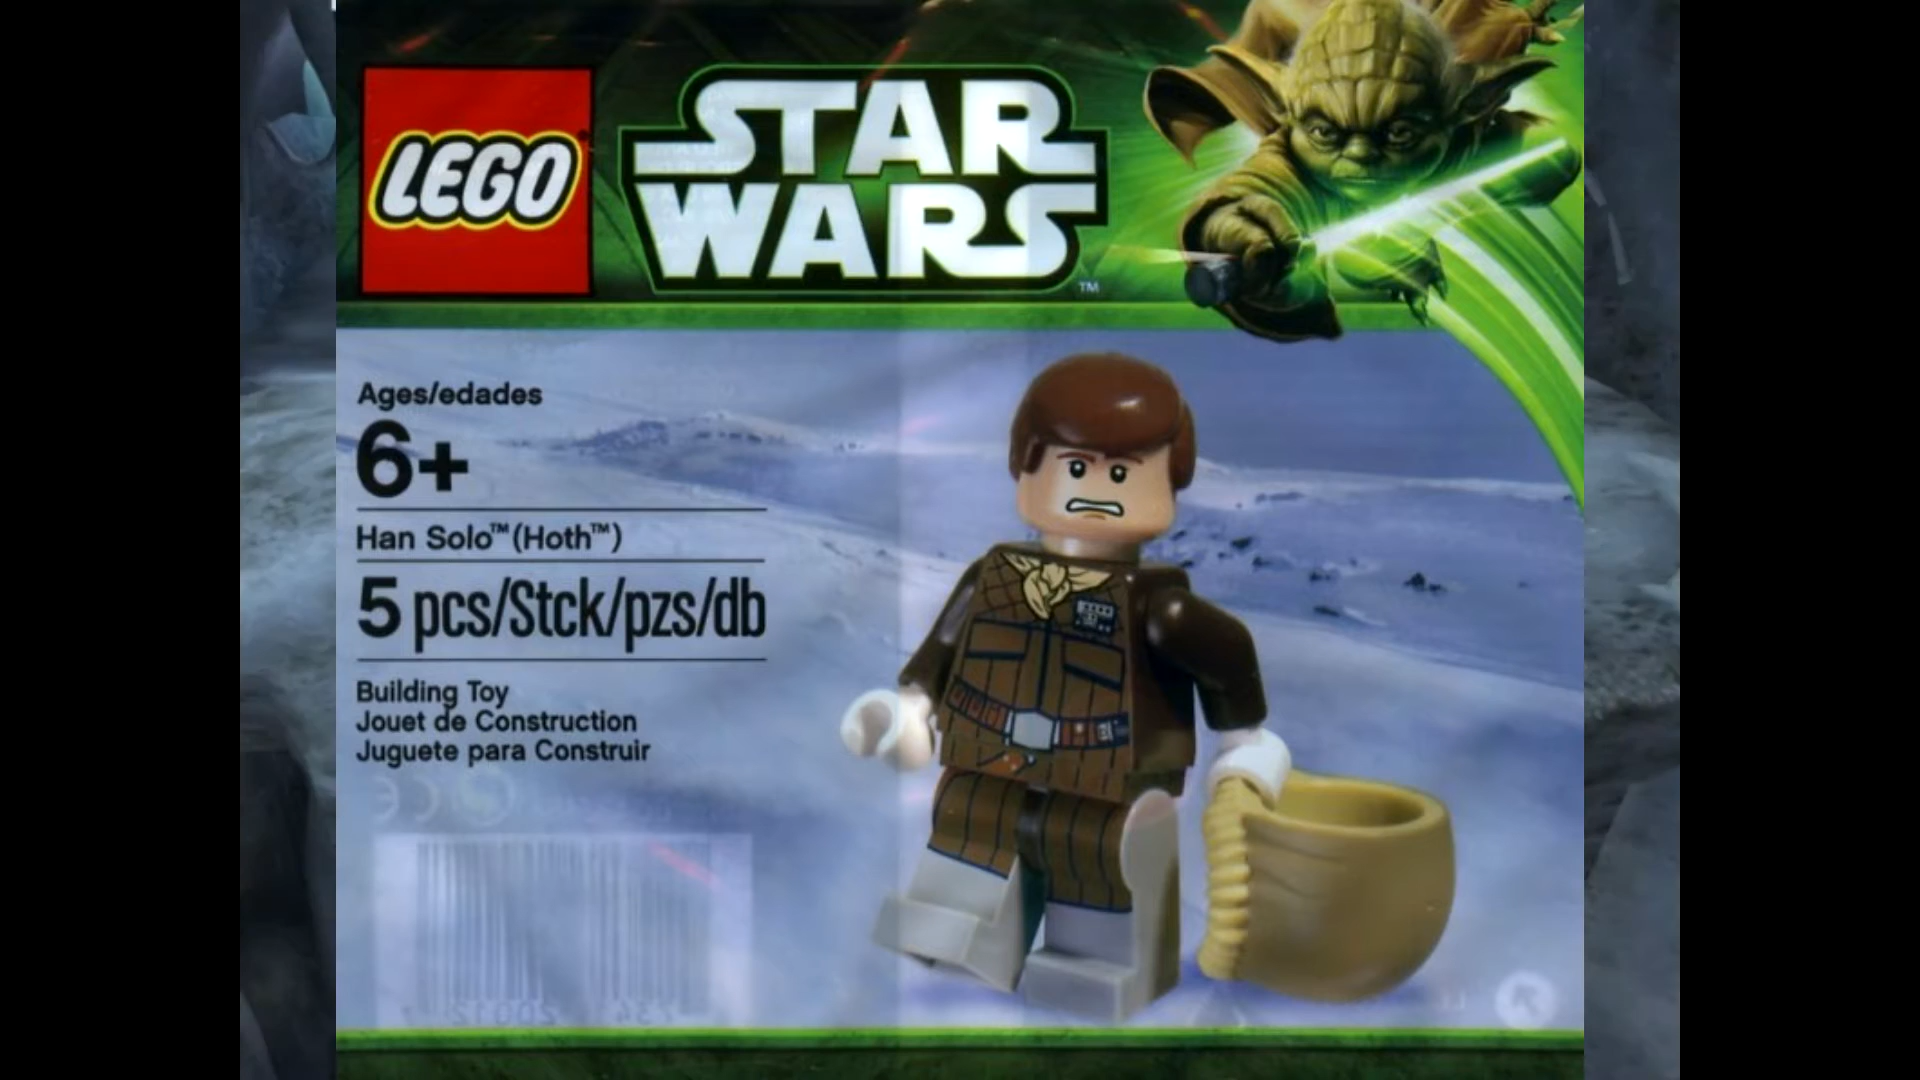 LEGO
STAR
WARS
TM
Ages/edades
6+
Han Solo™ (Hoth™)
5 pcs/Stck/pzs/db
Building Toy
Jouet de Construction
Juguete para Construir